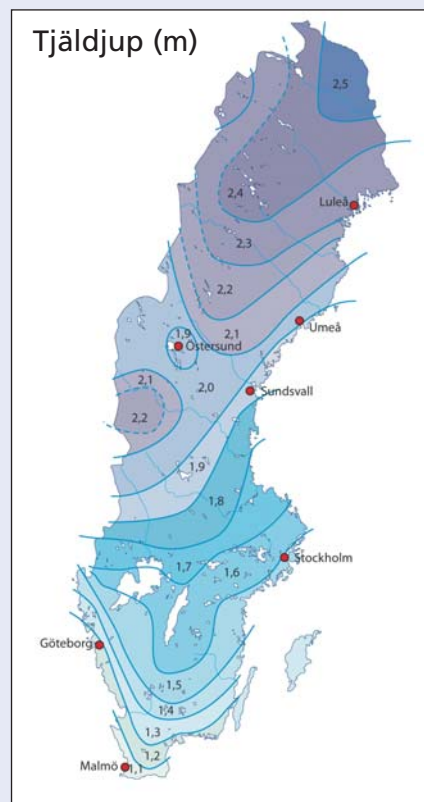 Tjäldjup (m)
2,5
2,4
Luleå
2,3
2,2
2,1
Umeå
1,9
Östersund
2,1
2,0
Sundsvall
2,2
1,9
1,8
1,7
1,6
Stockholm
Göteborg
1,5
1,4
1,3
1,2
Malmö
1,1